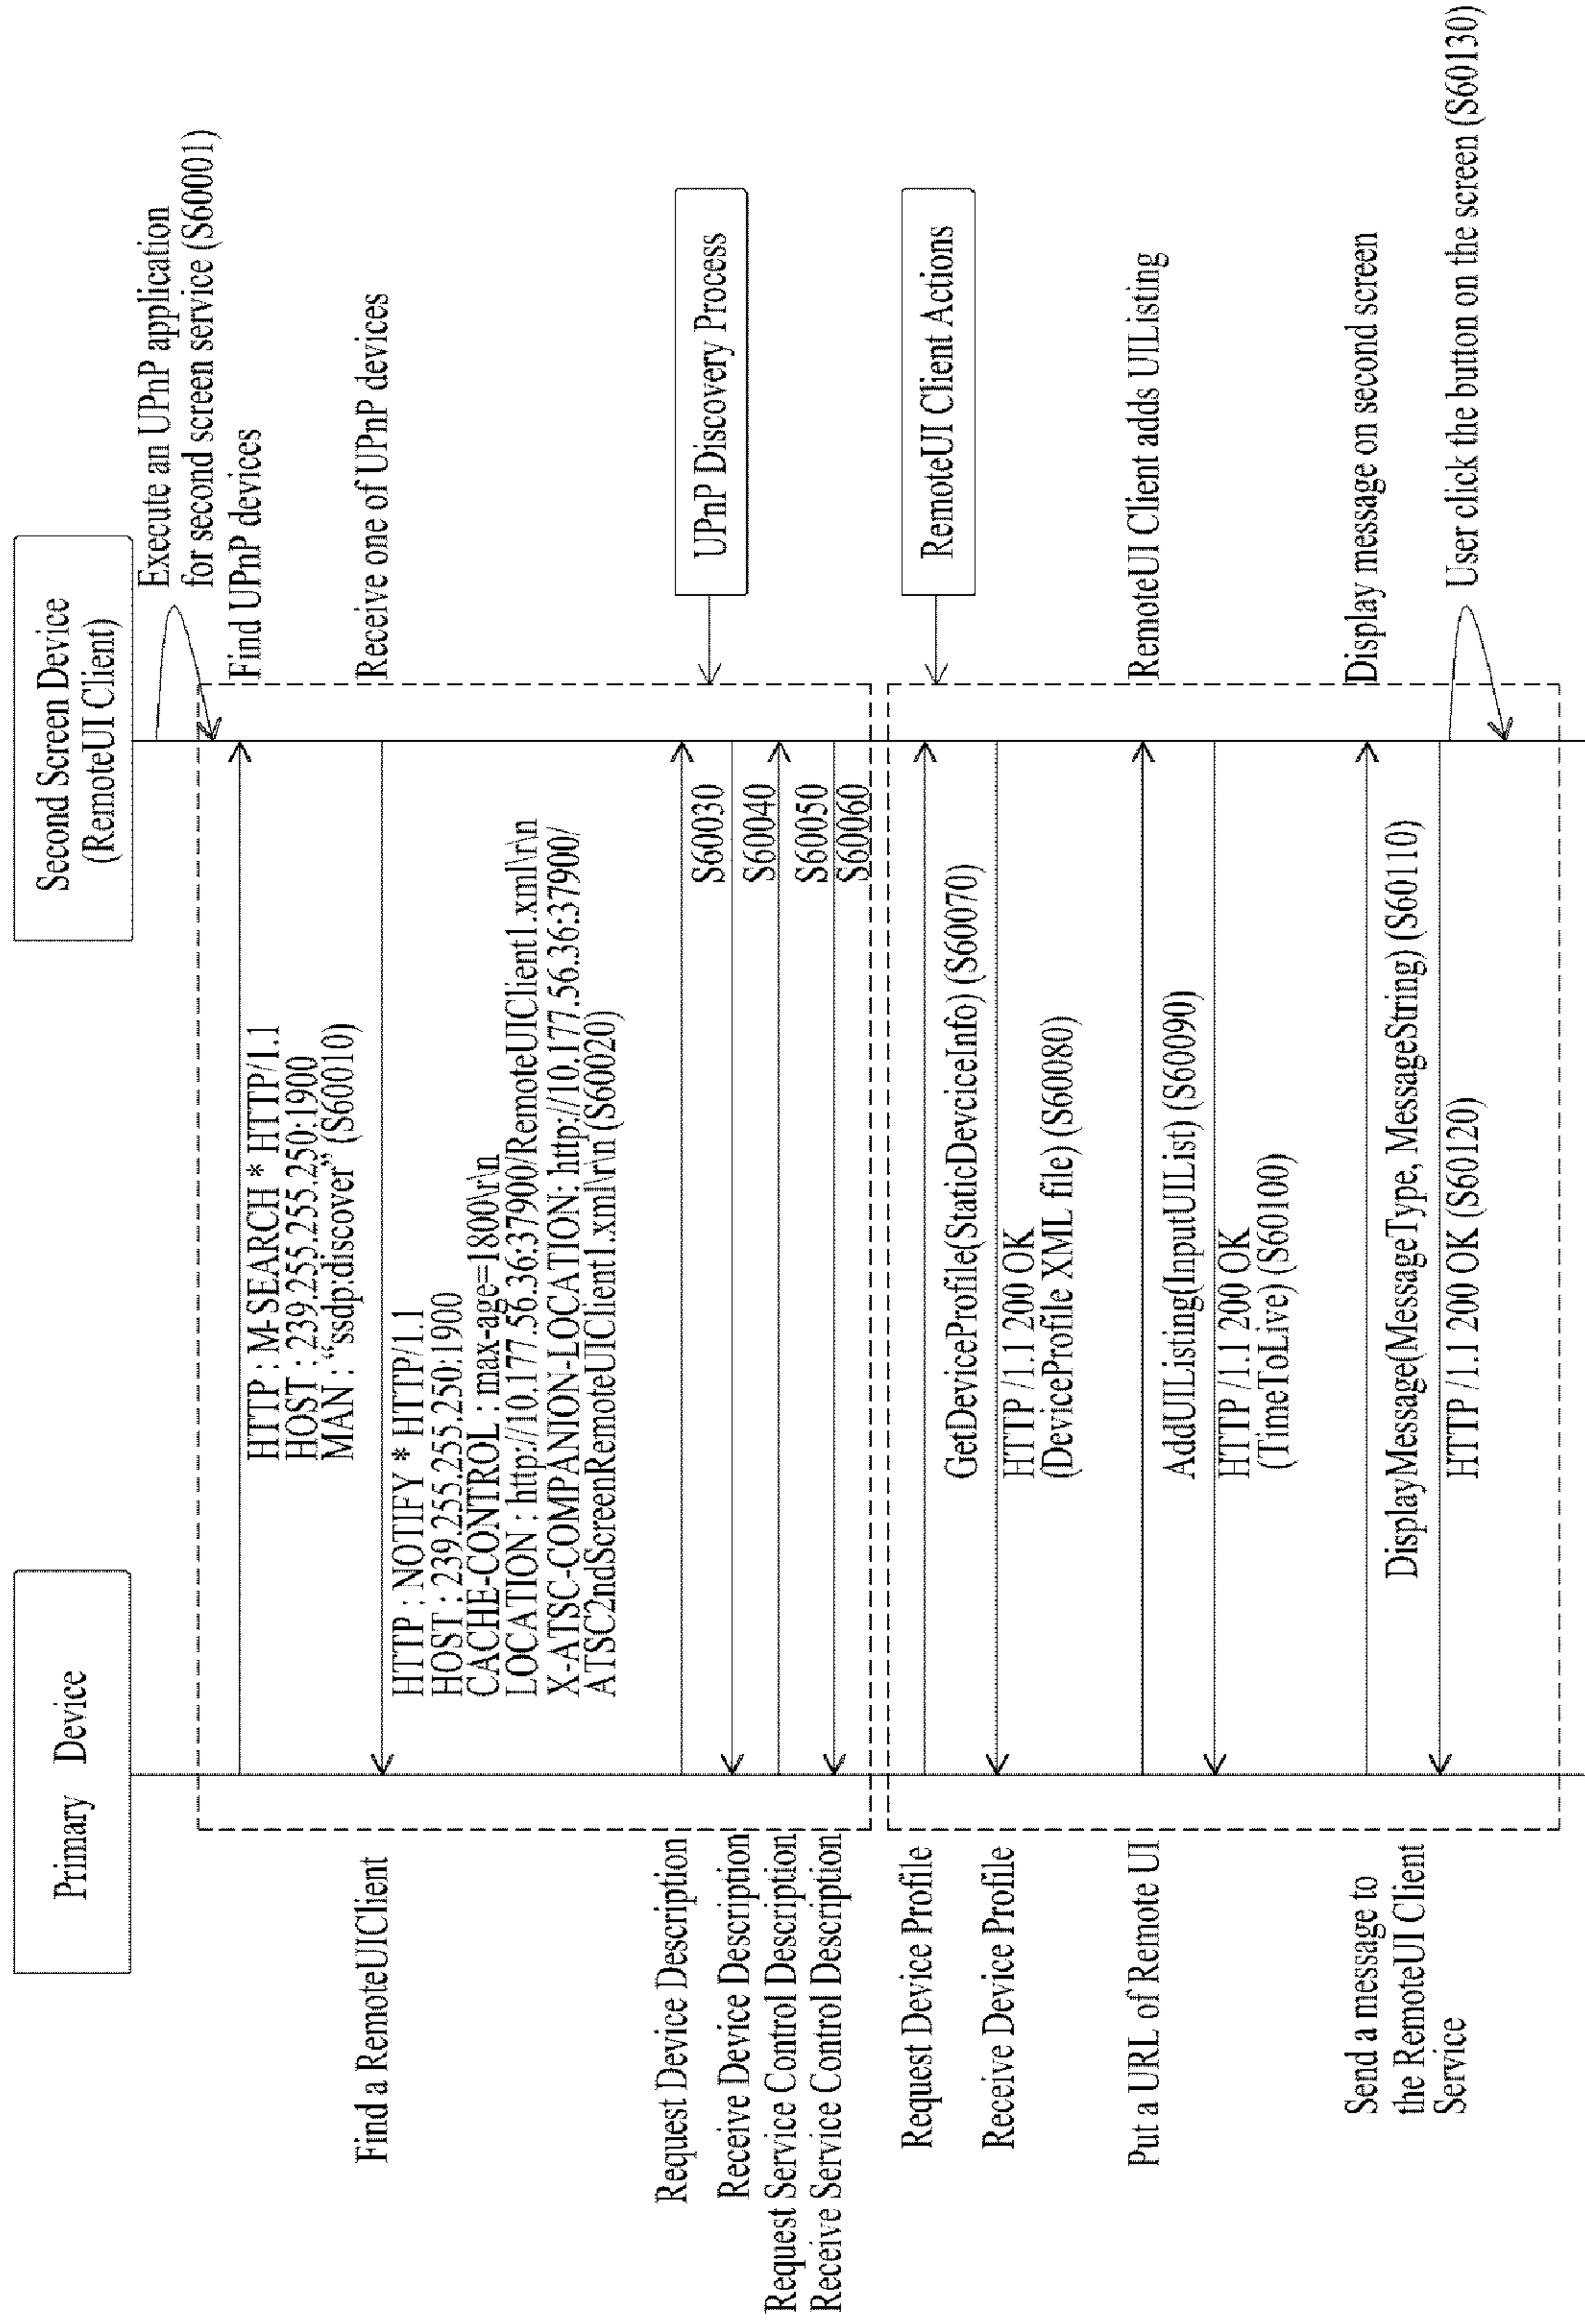 Primary Device
Second Screen Device
(RemoteUI Client)
Execute an UPnP application
for second screen service (S60001)
Find UPnP devices
HTTP : M-SEARCH * HTTP/1.1
HOST : 239.255.255.250:1900
MAN : “ssdp:discover” (S60010)
Find a RemoteUIClient
Receive one of UPnP devices
HTTP : NOTIFY * HTTP/1.1
HOST : 239.255.255.250:1900
CACHE-CONTROL : max-age=1800\r\n
LOCATION : http://10.177.56.36:37900/RemoteUIClient1.xml\r\n
X-ATSC-COMPANION-LOCATION: http://10.177.56.36:37900/
ATSC2ndScreenRemoteUIClient1.xml\r\n (S60020)
Request Device Description
S60030
UPnP Discovery Process
Receive Device Description
S60040
Request Service Control Description
S60050
Receive Service Control Description
S60060
Request Device Profile
RemoteUI Client Actions
GetDeviceProfile(StaticDevciceInfo) (S60070)
Receive Device Profile
HTTP /1.1 200 OK
(DeviceProfile XML file) (S60080)
Put a URL of Remote UI
RemoteUI Client adds UIListing
AddUIListing(InputUIList) (S60090)
HTTP /1.1 200 OK
(TimeToLive) (S60100)
Send a message to
the RemoteUI Client
Service
Display message on second screen
DisplayMessage(MessageType, MessageString) (S60110)
HTTP /1.1 200 OK (S60120)
User click the button on the screen (S60130)